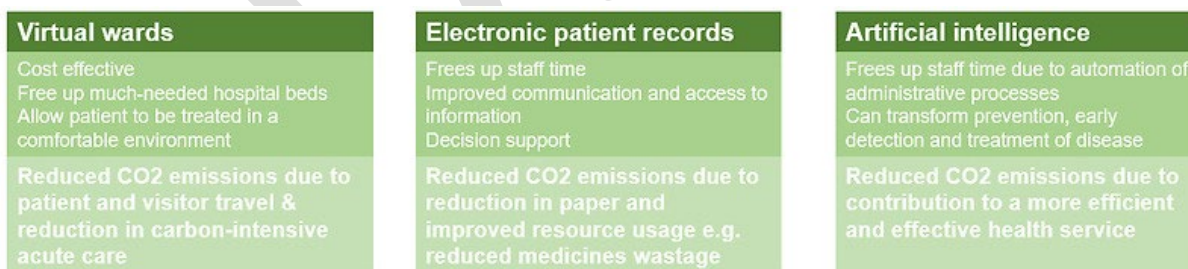 Virtual wards
Cost effective
Free up much-needed hospital beds
Allow patient to be treated in a
comfortable environment
Reduced CO2 emissions due to
patient and visitor travel &
reduction in carbon-intensive
acute care
Electronic patient records
Frees up staff time
Improved communication and access to
information
Decision support
Reduced CO2 emissions due to
reduction in paper and
improved resource usage e.g.
reduced medicines wastage
Artificial intelligence
Frees up staff time due to automation of
administrative processes
Can transform prevention, early
detection and treatment of disease
Reduced CO2 emissions due to
contribution to a more efficient
and effective health service